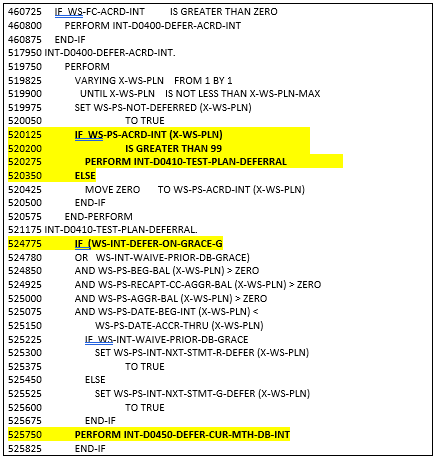 460725 IF WS-FC-ACRD-INT IS GREATER THAN ZERO
460800 PERFORM INT-D0400-DEFER-ACRD-INT
460875 END-IF
517950 INT-D0400-DEFER-ACRD-INT.
519750 PERFORM
519825 VARYING X-WS-PLN FROM 1 BY 1
519900 UNTIL X-WS-PLN IS NOT LESS THAN X-WS-PLN-MAX
519975 SET WS-PS-NOT-DEFERRED (X-WS-PLN)
520050 TO TRUE
520125 IF WS-PS-ACRD-INT (X-WS-PLN)
520200 IS GREATER THAN 99
520275 PERFORM INT-D0410-TEST-PLAN-DEFERRAL
520350 ELSE
520425 MOVE ZERO TO WS-PS-ACRD-INT (X-WS-PLN)
520500 END-IF
520575 END-PERFORM
521175 INT-D0410-TEST-PLAN-DEFERRAL.
524775 IF (WS-INT-DEFER-ON-GRACE-G
524780 OR WS-INT-WAIVE-PRIOR-DB-GRACE)
524850 AND WS-PS-BEG-BAL (X-WS-PLN) > ZERO
524925 AND WS-PS-RECAPT-CC-AGGR-BAL (X-WS-PLN) > ZERO
525000 AND WS-PS-AGGR-BAL (X-WS-PLN) > ZERO
525075 AND WS-PS-DATE-BEG-INT (X-WS-PLN) <
525150 WS-PS-DATE-ACCR-THRU (X-WS-PLN)
525225 IF WS-INT-WAIVE-PRIOR-DB-GRACE
525300 SET WS-PS-INT-NXT-STMT-R-DEFER (X-WS-PLN)
525375 TO TRUE
525450 ELSE
525525 SET WS-PS-INT-NXT-STMT-G-DEFER (X-WS-PLN)
525600 TO TRUE
525675 END-IF
525750 PERFORM INT-D0450-DEFER-CUR-MTH-DB-INT
525825 END-IF